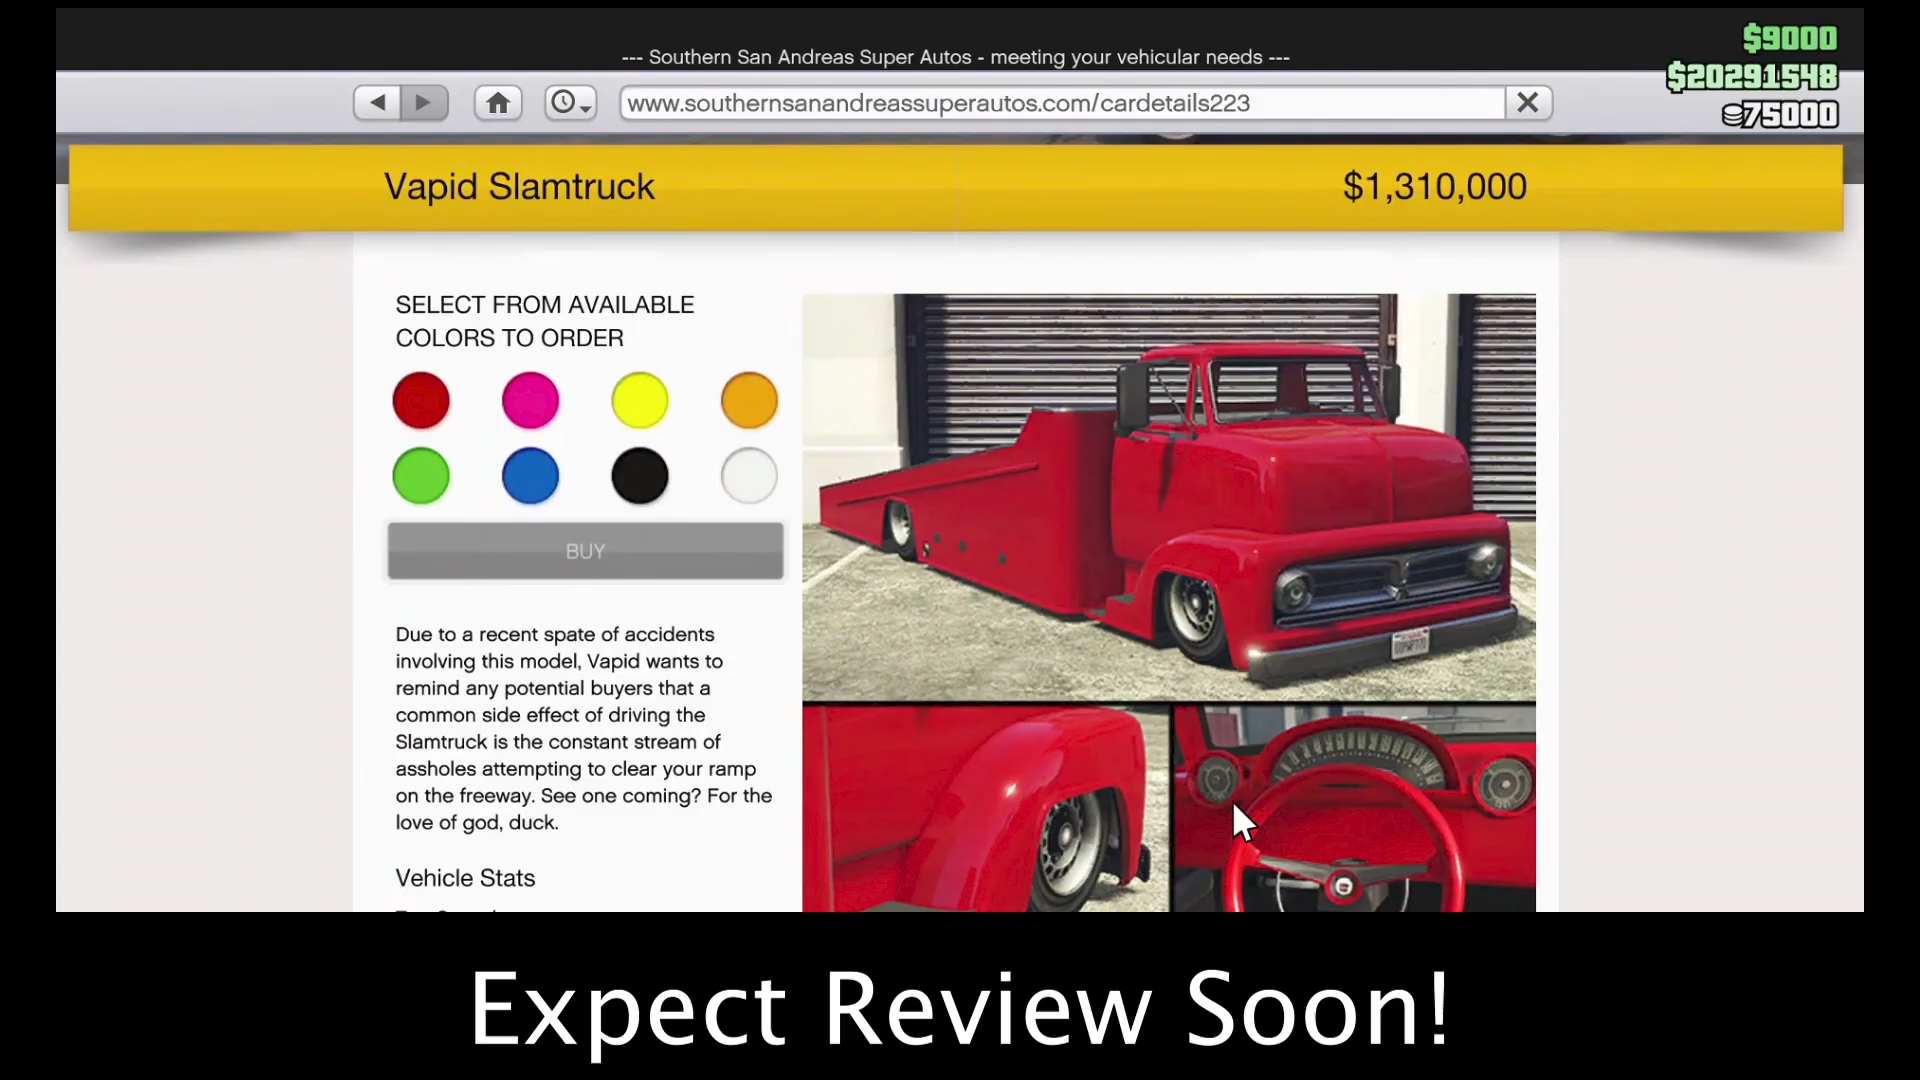 $9000
--- Southern San Andreas Super Autos - meeting your vehicular needs ---
$20291548
www.southernsanandreassuperautos.com/cardetails223
75000
Vapid Slamtruck
$1,310,000
SELECT FROM AVAILABLE
COLORS TO ORDER
BUY
Due to a recent spate of accidents
involving this model, Vapid wants to
remind any potential buyers that a
common side effect of driving the
Slamtruck is the constant stream of
assholes attempting to clear your ramp
on the freeway. See one coming? For the
love of god, duck.
Vehicle Stats
Expect Review Soon!